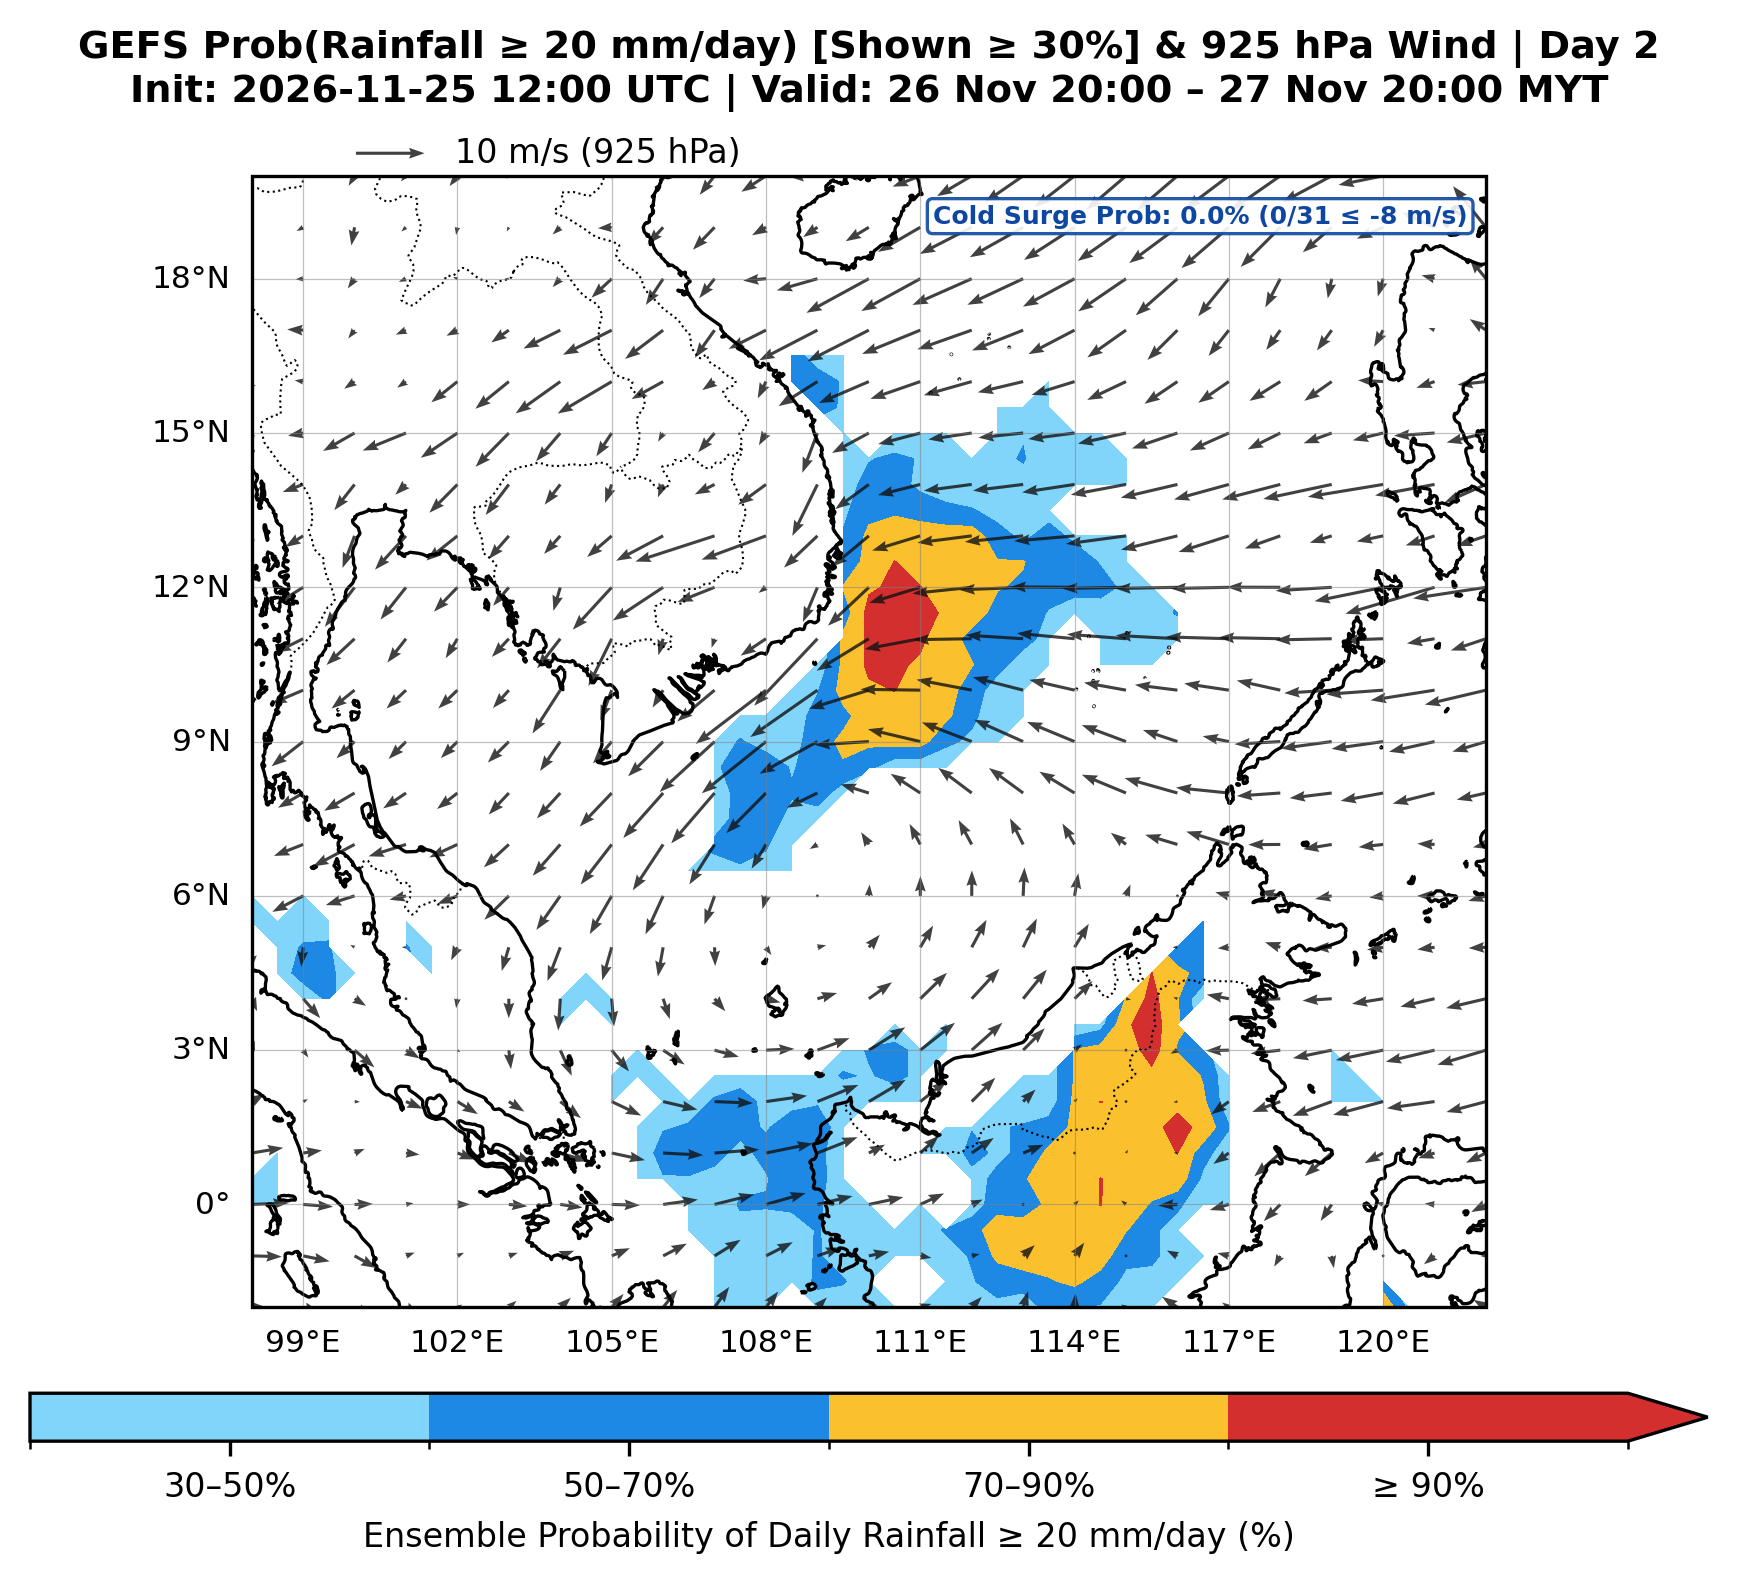 GEFS Prob(Rainfall ≥ 20 mm/day) [Shown ≥ 30%] & 925 hPa Wind | Day 2
Init: 2026-11-25 12:00 UTC | Valid: 26 Nov 20:00 – 27 Nov 20:00 MYT
10 m/s (925 hPa)
Cold Surge Prob: 0.0% (0/31 ≤ -8 m/s)
18°N
15°N
12°N
9°N
6°N
3°N
0°
99°E 102°E 105°E 108°E 111°E 114°E 117°E 120°E
30–50% 50–70% 70–90% ≥ 90%
Ensemble Probability of Daily Rainfall ≥ 20 mm/day (%)